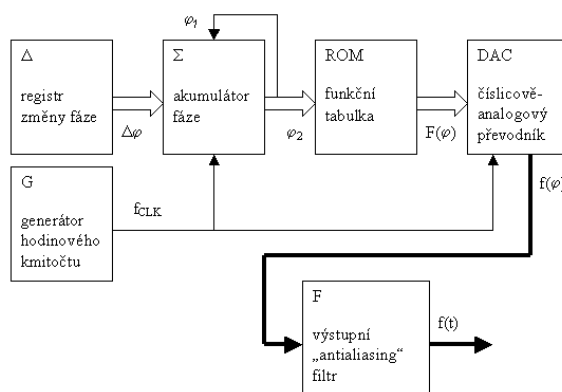 φ1
Δ
registr
změny fáze
Δφ
Σ
akumulátor
fáze
φ2
ROM
funkční
tabulka
F(φ)
DAC
číslicově-
analogový
převodník
f(φ)
G
generátor
hodinového
kmitočtu
fCLK
F
výstupní
„antialiasing“
filtr
f(t)